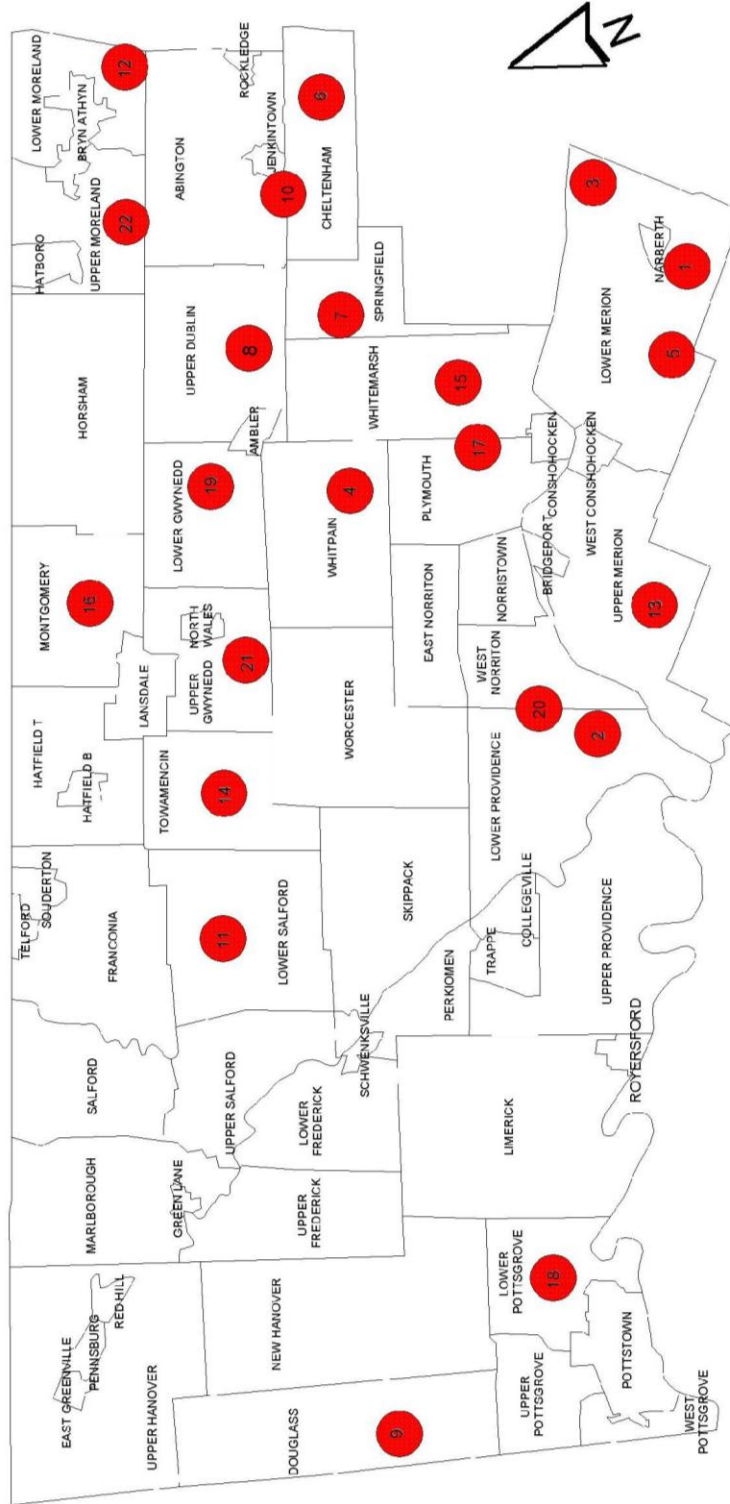 EAST GREENVILLE
PENNSBURG
RED HILL
UPPER HANOVER
MARLBOROUGH
GREEN LANE
SALFORD
TELFORD
SOUDERTON
FRANCONIA
HATFIELD T
HATFIELD B
LANSDALE
MONTGOMERY
16
HORSHAM
HATBORO
UPPER MORELAND
22
LOWER MORELAND
BRYN ATHYN
12
DOUGLASS
9
NEW HANOVER
UPPER
FREDERICK
LOWER
FREDERICK
UPPER SALFORD
SCHWENKSVILLE
11
LOWER SALFORD
TOWAMENCIN
14
UPPER
GWYNEDD
NORTH
WALES
21
LOWER GWYNEDD
19
AMBLER
UPPER DUBLIN
8
ABINGTON
JENKINTOWN
ROCKLEDGE
10
CHELTENHAM
6
SPRINGFIELD
7
WHITEMARSH
15
WHITPAIN
4
WORCESTER
SKIPPACK
PERKIOMEN
LIMERICK
ROYERSFORD
TRAPPE
COLLEGEVILLE
UPPER PROVIDENCE
LOWER PROVIDENCE
2
20
WEST
NORRITON
EAST NORRITON
NORRISTOWN
PLYMOUTH
17
CONSHOHOCKEN
WEST CONSHOHOCKEN
BRIDGEPORT
UPPER MERION
13
LOWER MERION
5
NARBERTH
1
3
UPPER
POTTSGROVE
LOWER
POTTSGROVE
18
POTTSTOWN
WEST
POTTSGROVE
N